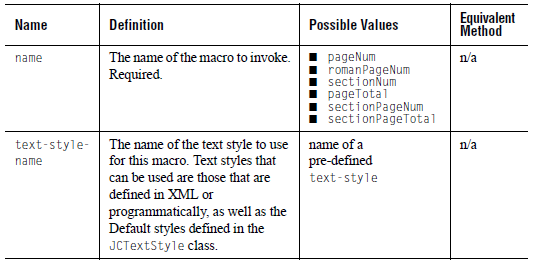 Name Definition Possible Values Equivalent Method
name The name of the macro to invoke. Required. n/a
■ pageNum
■ romanPageNum
■ sectionNum
■ pageTotal
■ sectionPageNum
■ sectionPageTotal
text-style- The name of the text style to use name of a n/a
name for this macro. Text styles that pre-defined
can be used are those that are text-style
defined in XML or
programmatically, as well as the
Default styles defined in the
JCTextStyle class.